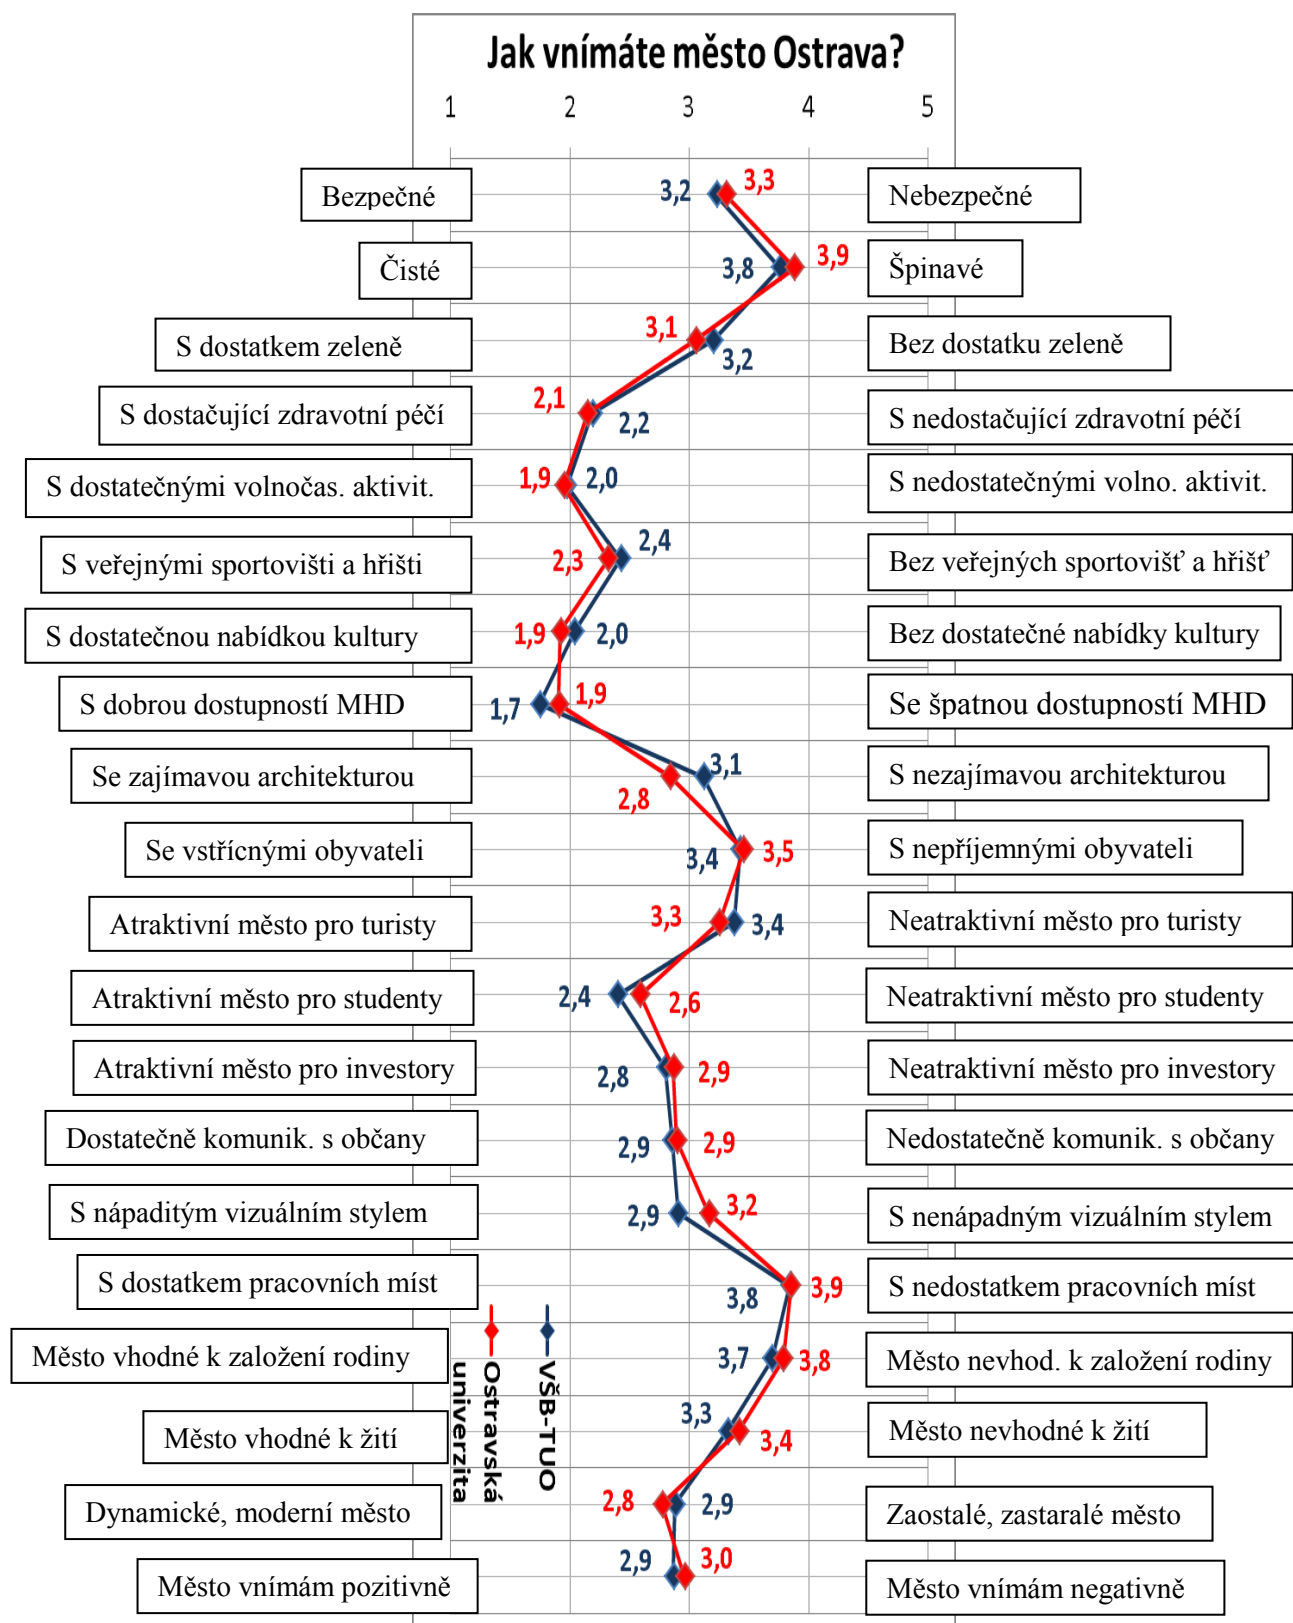 Jak vnímáte město Ostrava?
1 2 3 4 5
Bezpečné 3,2 3,3 Nebezpečné
Čisté 3,8 3,9 Špinavé
S dostatkem zeleně 3,1 3,2 Bez dostatku zeleně
S dostačující zdravotní péčí 2,1 2,2 S nedostačující zdravotní péčí
S dostatečnými volnočas. aktivit. 1,9 2,0 S nedostatečnými volno. aktivit.
S veřejnými sportovišti a hřišti 2,3 2,4 Bez veřejných sportovišť a hřišť
S dostatečnou nabídkou kultury 1,9 2,0 Bez dostatečné nabídky kultury
S dobrou dostupností MHD 1,7 1,9 Se špatnou dostupností MHD
Se zajímavou architekturou 2,8 3,1 S nezajímavou architekturou
Se vstřícnými obyvateli 3,4 3,5 S nepříjemnými obyvateli
Atraktivní město pro turisty 3,3 3,4 Neatraktivní město pro turisty
Atraktivní město pro studenty 2,4 2,6 Neatraktivní město pro studenty
Atraktivní město pro investory 2,8 2,9 Neatraktivní město pro investory
Dostatečně komunik. s občany 2,9 2,9 Nedostatečně komunik. s občany
S nápaditým vizuálním stylem 2,9 3,2 S nenápadným vizuálním stylem
S dostatkem pracovních míst 3,8 3,9 S nedostatkem pracovních míst
Město vhodné k založení rodiny 3,7 3,8 Město nevhod. k založení rodiny
Město vhodné k žití 3,3 3,4 Město nevhodné k žití
Dynamické, moderní město 2,8 2,9 Zaostalé, zastaralé město
Město vnímám pozitivně 2,9 3,0 Město vnímám negativně
VŠB-TUO
Ostravská
univerzita